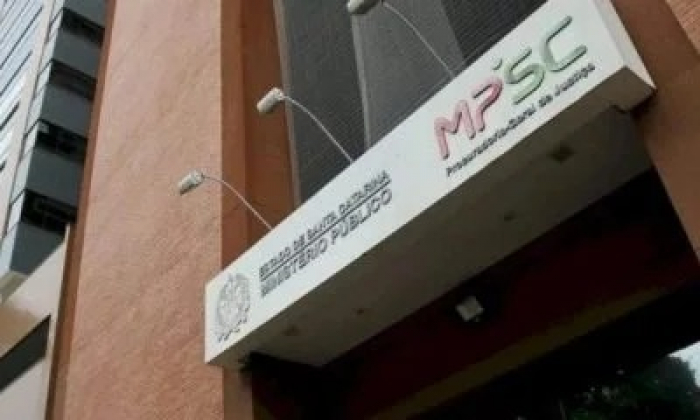 ESTADO DE SANTA CATARINA
MINISTÉRIO PÚBLICO
MPSC
Procuradoria-Geral de Justiça